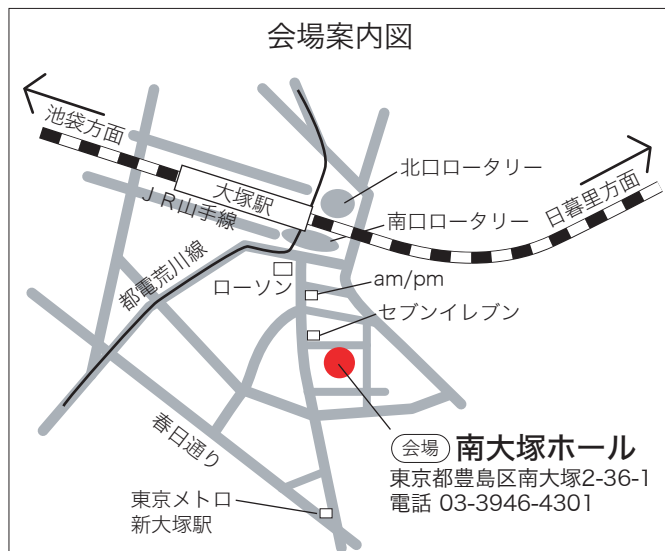 会場案内図
池袋方面
大塚駅
ＪＲ山手線
北口ロータリー
日暮里方面
南口ロータリー
都電荒川線
ローソン
am/pm
セブンイレブン
春日通り
会場 南大塚ホール
東京都豊島区南大塚2-36-1
電話 03-3946-4301
東京メトロ
新大塚駅